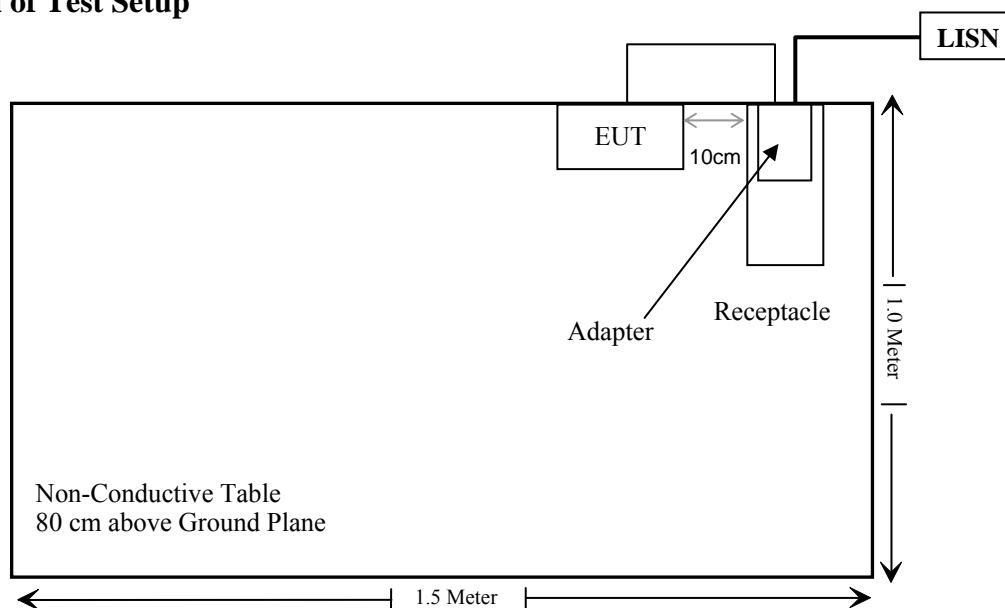 of Test Setup
LISN
EUT
10cm
Adapter
Receptacle
1.0 Meter
Non-Conductive Table
80 cm above Ground Plane
1.5 Meter